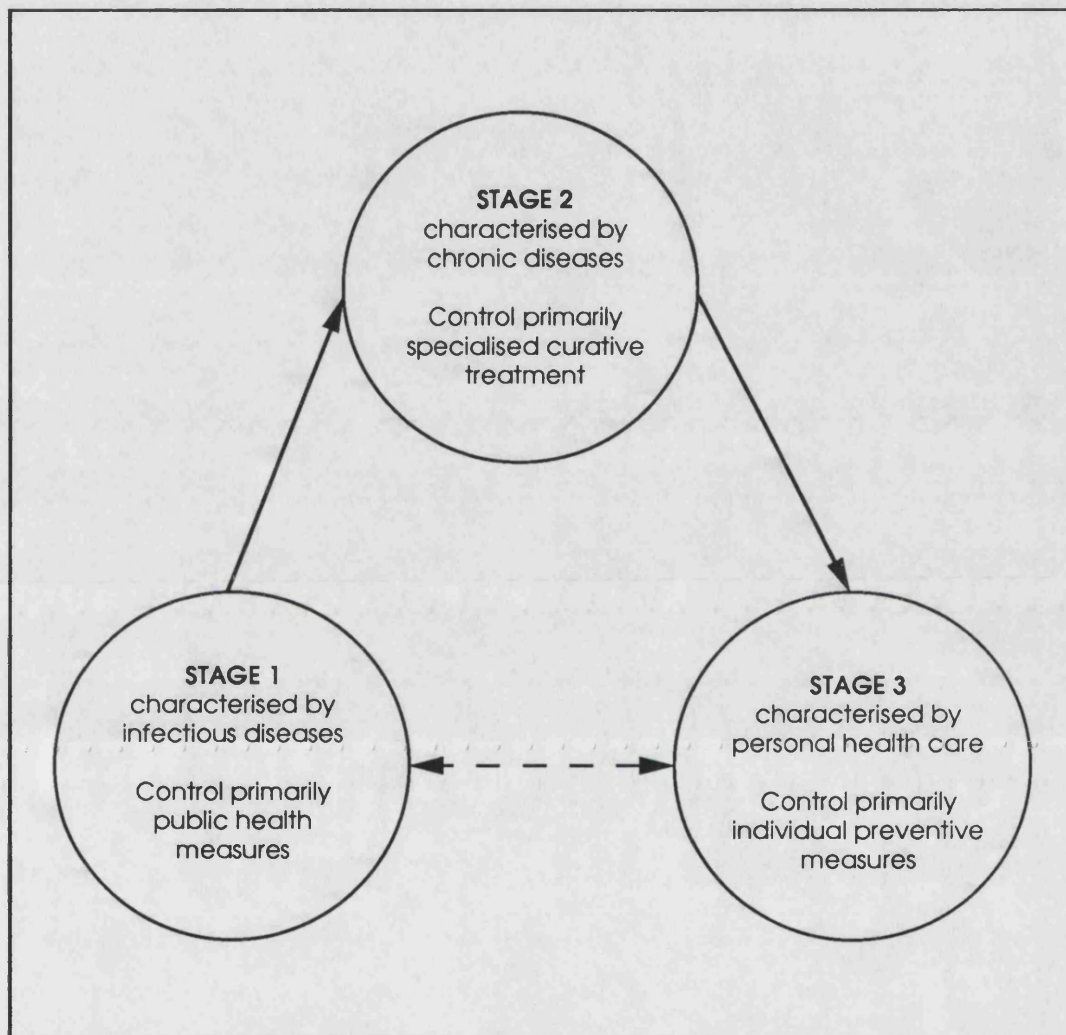 STAGE 2
characterised by
chronic diseases
Control primarily
specialised curative
treatment
STAGE 1
characterised by
infectious diseases
Control primarily
public health
measures
STAGE 3
characterised by
personal health care
Control primarily
individual preventive
measures